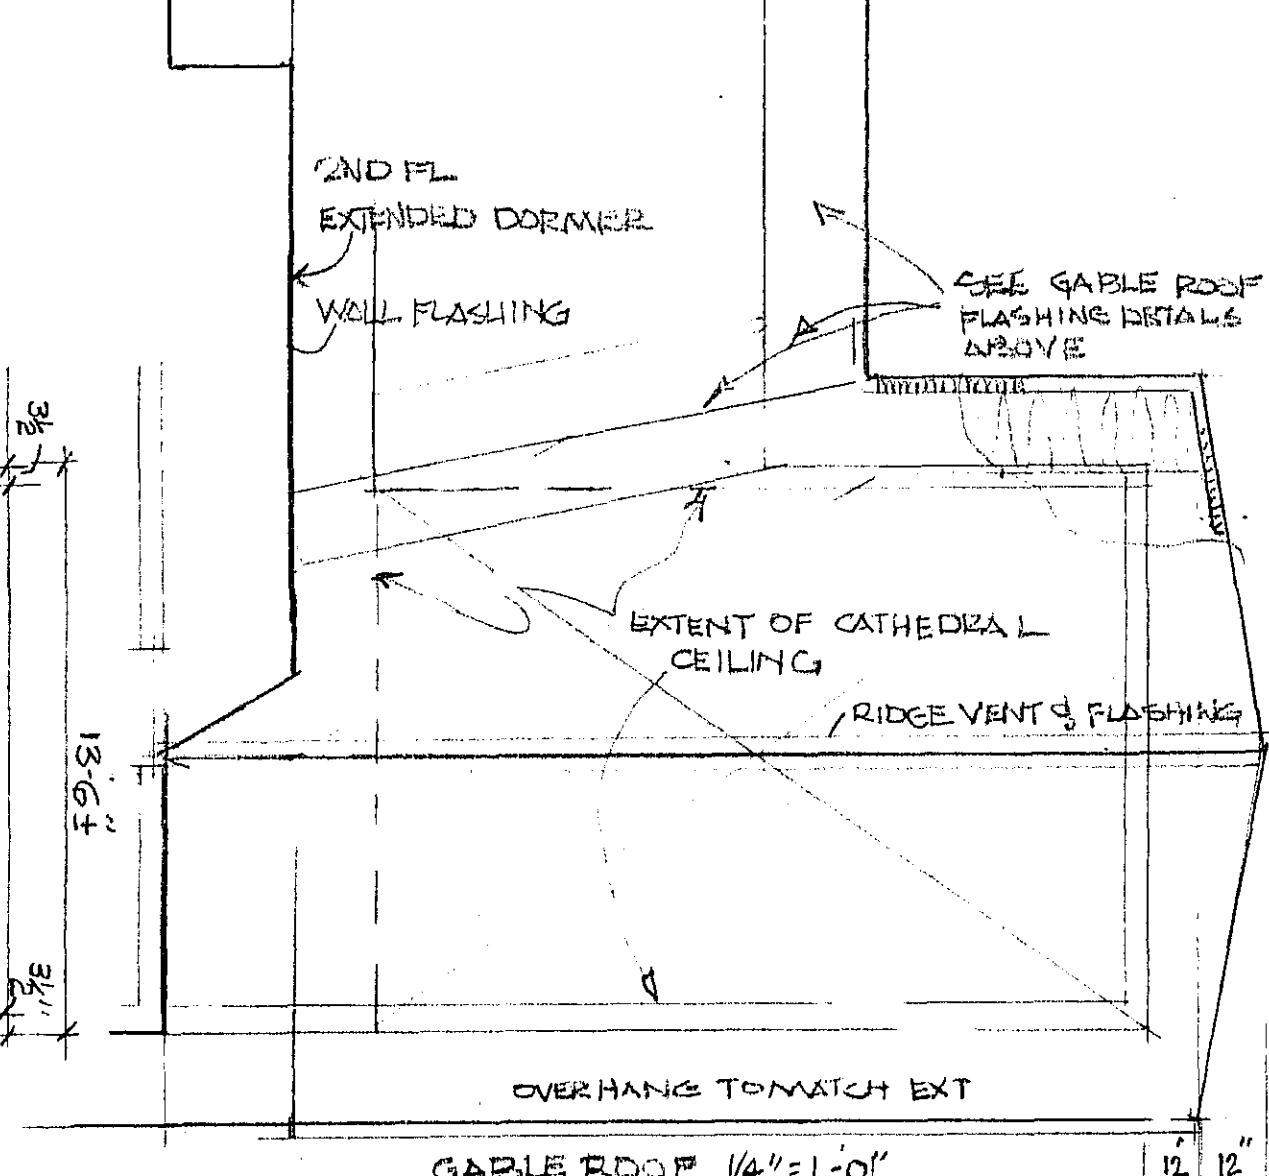 2ND FL
EXTENDED DORMER
WALL FLASHING
SEE GABLE ROOF
FLASHING DETAILS
ABOVE
3½"
EXTENT OF CATHEDRAL
CEILING
RIDGE VENT & FLASHING
13'-6"±
3½"
OVERHANG TO MATCH EXT
GABLE ROOF 1/4"=1'-0"
12" 12"